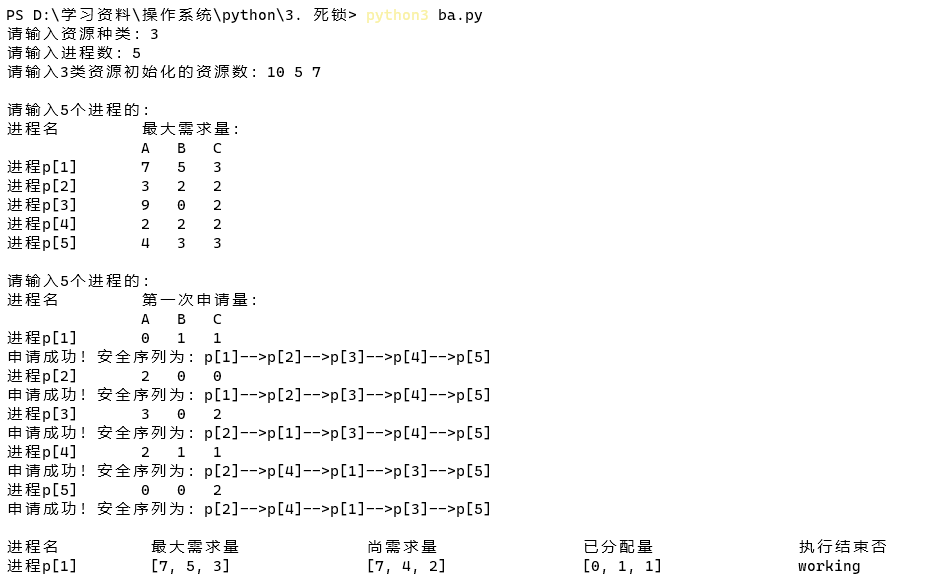 PS D:\学习资料\操作系统\python\3. 死锁> python3 ba.py
请输入资源种类: 3
请输入进程数: 5
请输入3类资源初始化的资源数: 10 5 7
请输入5个进程的:
进程名 最大需求量:
A B C
进程p[1] 7 5 3
进程p[2] 3 2 2
进程p[3] 9 0 2
进程p[4] 2 2 2
进程p[5] 4 3 3
请输入5个进程的:
进程名 第一次申请量:
A B C
进程p[1] 0 1 1
申请成功! 安全序列为: p[1]-->p[2]-->p[3]-->p[4]-->p[5]
进程p[2] 2 0 0
申请成功! 安全序列为: p[1]-->p[2]-->p[3]-->p[4]-->p[5]
进程p[3] 3 0 2
申请成功! 安全序列为: p[2]-->p[1]-->p[3]-->p[4]-->p[5]
进程p[4] 2 1 1
申请成功! 安全序列为: p[2]-->p[4]-->p[1]-->p[3]-->p[5]
进程p[5] 0 0 2
申请成功! 安全序列为: p[2]-->p[4]-->p[1]-->p[3]-->p[5]
进程名 最大需求量 尚需求量 已分配量 执行结束否
进程p[1] [7, 5, 3] [7, 4, 2] [0, 1, 1] working